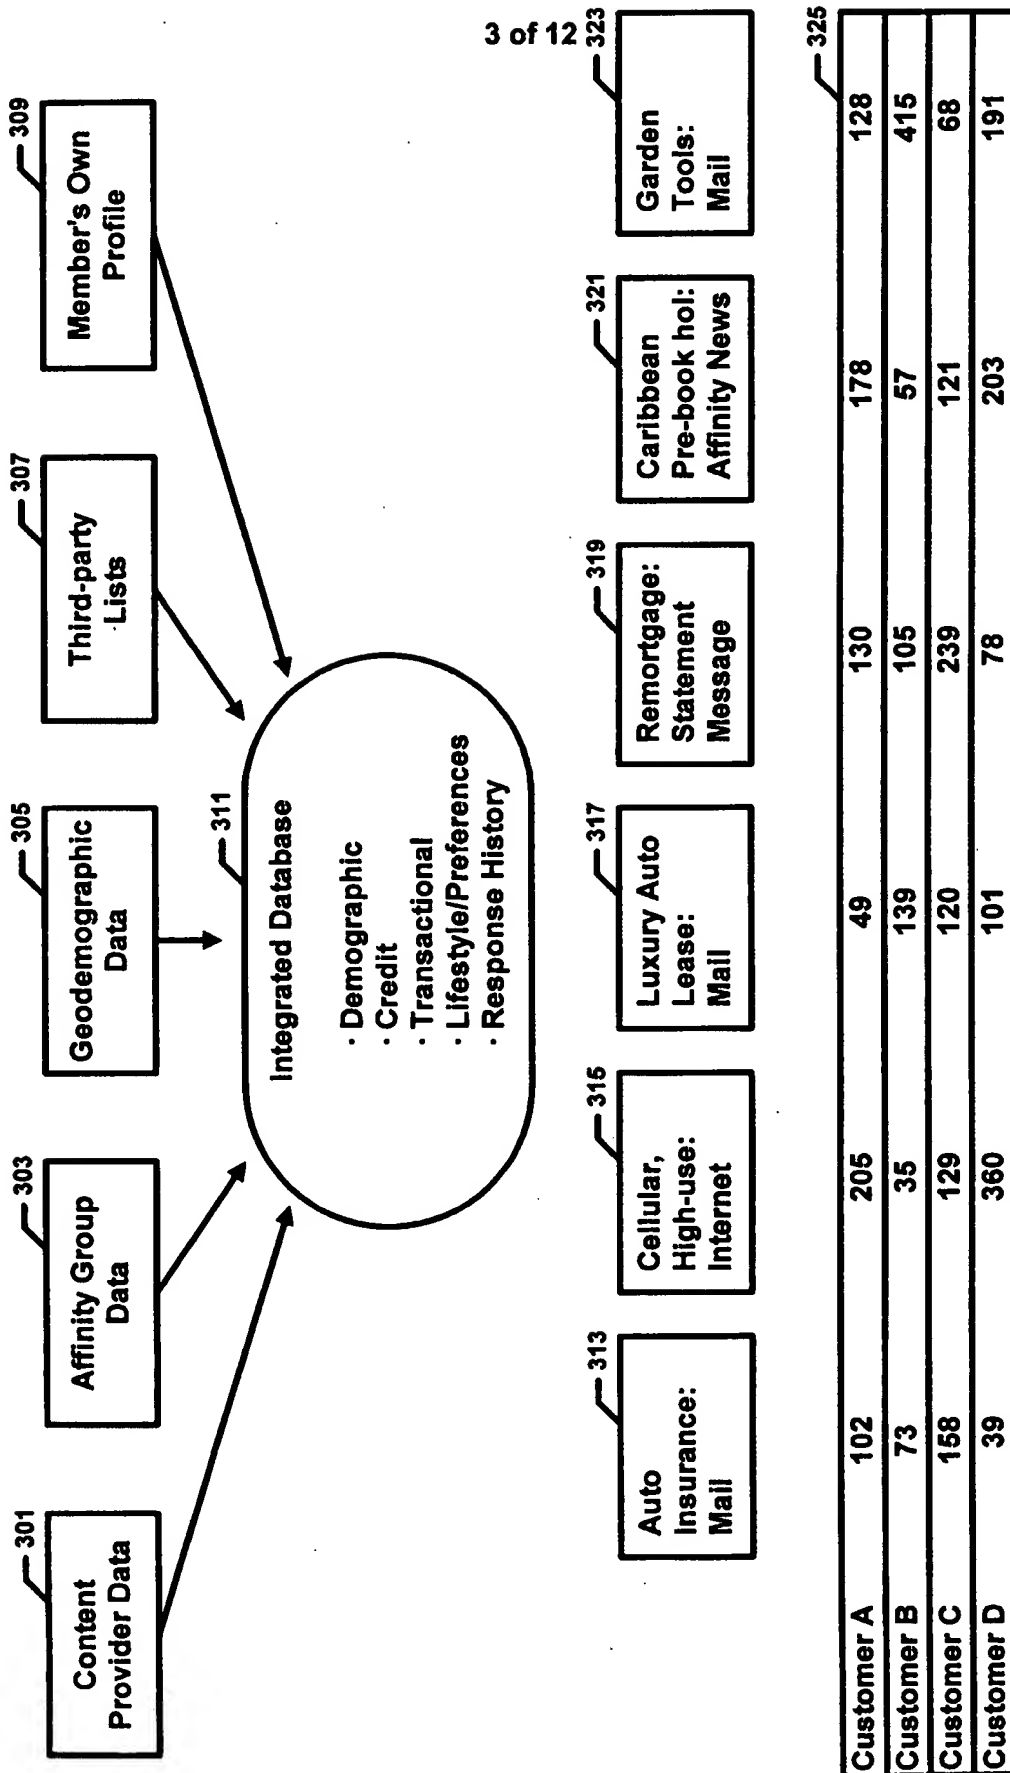 3 of 12
301
Content
Provider Data
303
Affinity Group
Data
305
Geodemographic
Data
307
Third-party
Lists
309
Member's Own
Profile
311
Integrated Database
· Demographic
· Credit
· Transactional
· Lifestyle/Preferences
· Response History
313
Auto
Insurance:
Mail
315
Cellular,
High-use:
Internet
317
Luxury Auto
Lease:
Mail
319
Remortgage:
Statement
Message
321
Caribbean
Pre-book hol:
Affinity News
323
Garden
Tools:
Mail
325
Customer A 102 205 49 130 178 128
Customer B 73 35 139 105 57 415
Customer C 158 129 120 239 121 68
Customer D 39 360 101 78 203 191